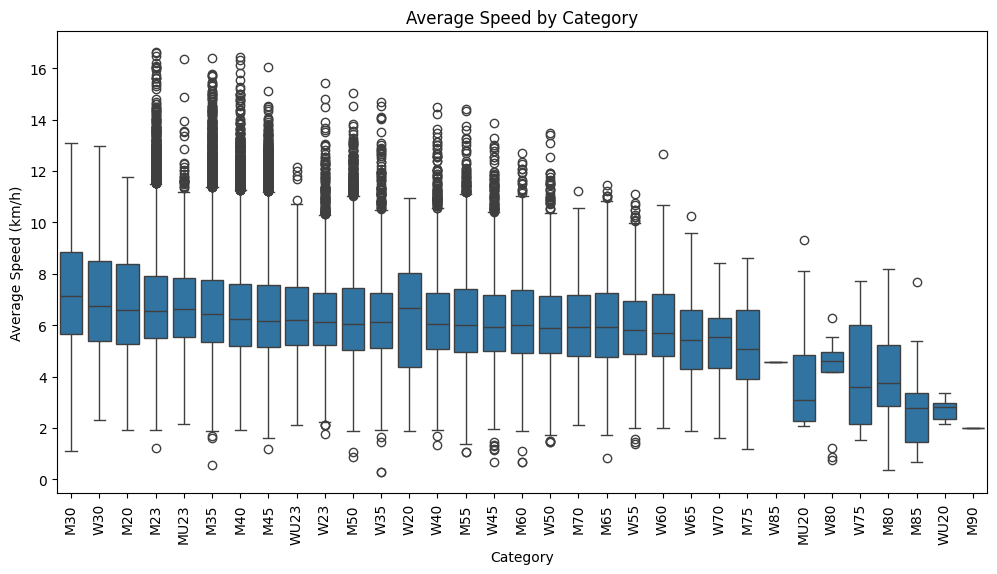 Average Speed by Category
Average Speed (km/h)
16
14
12
10
8
6
4
2
0
M30
W30
M20
M23
MU23
M35
M40
M45
WU23
W23
M50
W35
W20
W40
M55
W45
M60
W50
M70
M65
W55
W60
W65
W70
M75
W85
MU20
W80
W75
M80
M85
WU20
M90
Category